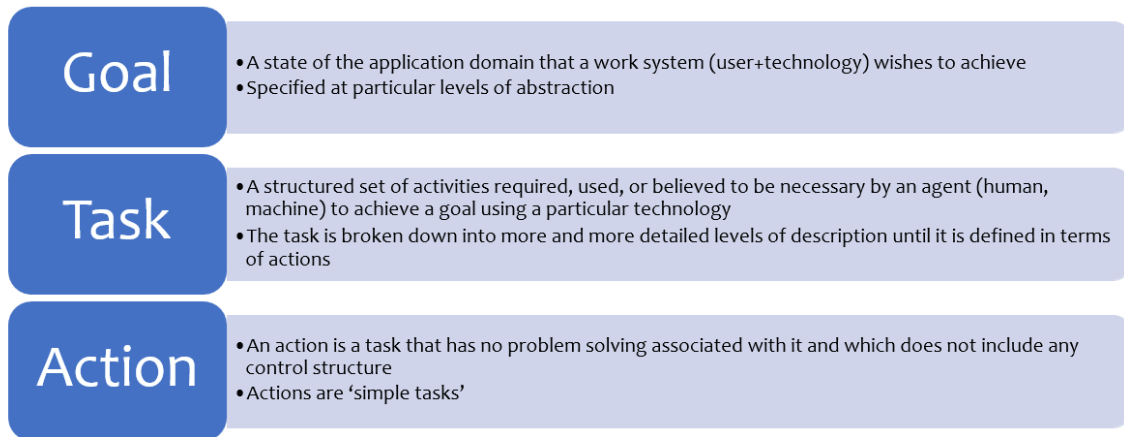 Goal
•A state of the application domain that a work system (user+technology) wishes to achieve
•Specified at particular levels of abstraction
Task
•A structured set of activities required, used, or believed to be necessary by an agent (human,
machine) to achieve a goal using a particular technology
•The task is broken down into more and more detailed levels of description until it is defined in terms
of actions
Action
•An action is a task that has no problem solving associated with it and which does not include any
control structure
•Actions are ‘simple tasks’